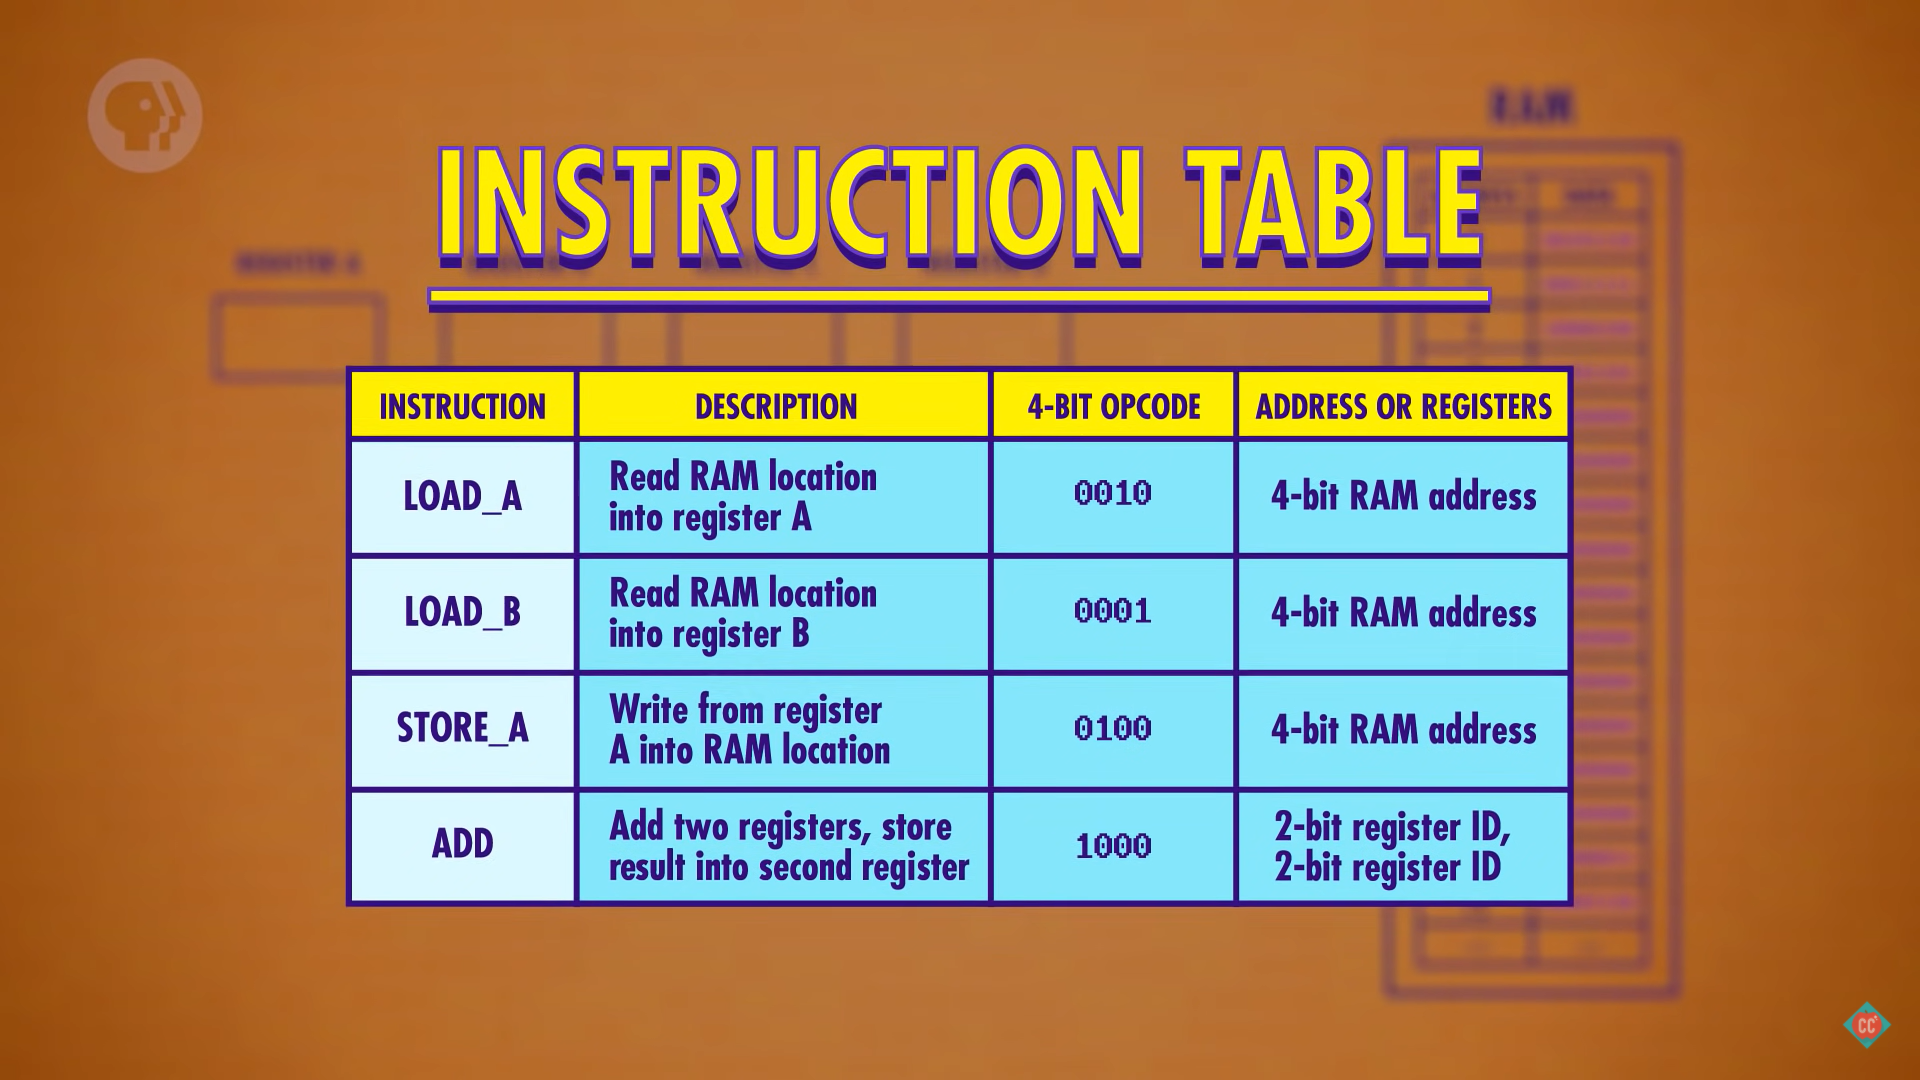 RAM
INSTRUCTION TABLE
REGISTER A
INSTRUCTION
DESCRIPTION
4-BIT OPCODE
ADDRESS OR REGISTERS
LOAD_A
Read RAM location
into register A
0010
4-bit RAM address
LOAD_B
Read RAM location
into register B
0001
4-bit RAM address
STORE_A
Write from register
A into RAM location
0100
4-bit RAM address
ADD
Add two registers, store
result into second register
1000
2-bit register ID,
2-bit register ID
CC